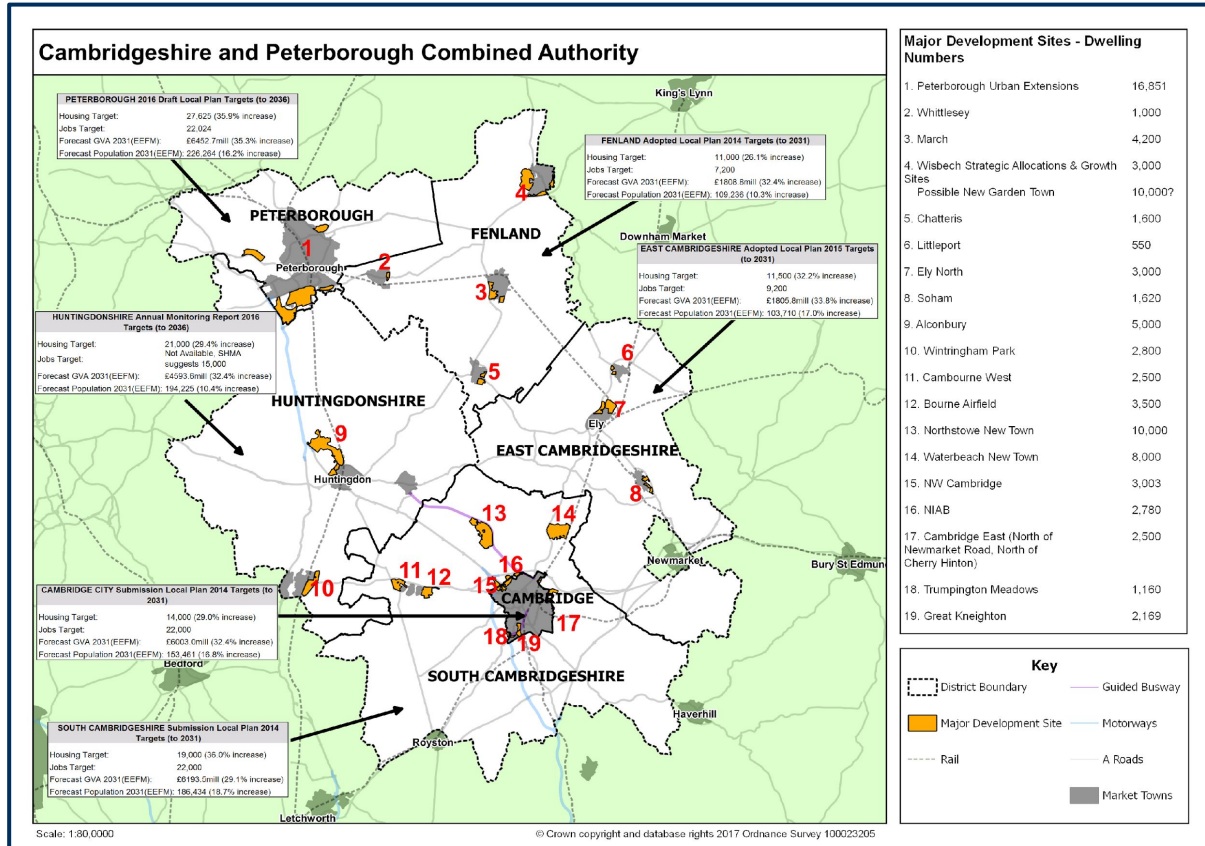 Cambridgeshire and Peterborough Combined Authority
PETERBOROUGH 2016 Draft Local Plan Targets (to 2036)
Housing Target: 27,625 (35.9% increase)
Jobs Target: 22,024
Forecast GVA 2031(EEFM): £6452.7mill (35.3% increase)
Forecast Population 2031(EEFM): 226,264 (16.2% increase)
FENLAND Adopted Local Plan 2014 Targets (to 2031)
Housing Target: 11,000 (26.1% increase)
Jobs Target: 7,200
Forecast GVA 2031(EEFM): £1808.8mill (32.4% increase)
Forecast Population 2031(EEFM): 109,236 (10.3% increase)
EAST CAMBRIDGESHIRE Adopted Local Plan 2015 Targets
(to 2031)
Housing Target: 11,500 (32.2% increase)
Jobs Target: 9,200
Forecast GVA 2031(EEFM): £1805.8mill (33.8% increase)
Forecast Population 2031(EEFM): 103,710 (17.0% increase)
HUNTINGDONSHIRE Annual Monitoring Report 2016
Targets (to 2036)
Housing Target: 21,000 (29.4% increase)
Jobs Target: Not Available, SHMA
suggests 15,000
Forecast GVA 2031(EEFM): £4593.6mill (32.4% increase)
Forecast Population 2031(EEFM): 194,225 (10.4% increase)
CAMBRIDGE CITY Submission Local Plan 2014 Targets (to
2031)
Housing Target: 14,000 (29.0% increase)
Jobs Target: 22,000
Forecast GVA 2031(EEFM): £6003.0mill (32.4% increase)
Forecast Population 2031(EEFM): 153,461 (16.8% increase)
SOUTH CAMBRIDGESHIRE Submission Local Plan 2014
Targets (to 2031)
Housing Target: 19,000 (36.0% increase)
Jobs Target: 22,000
Forecast GVA 2031(EEFM): £6193.5mill (29.1% increase)
Forecast Population 2031(EEFM): 186,434 (18.7% increase)
King's Lynn
4
PETERBOROUGH
FENLAND
Downham Market
1
Peterborough
2
3
5
6
HUNTINGDONSHIRE
7
Ely
9
EAST CAMBRIDGESHIRE
Huntingdon
8
13
14
Newmarket
Bury St Edmun
16
11
12
15
10
CAMBRIDGE
17
18
19
Bedford
SOUTH CAMBRIDGESHIRE
Haverhill
Royston
Letchworth
Scale: 1:80,0000
© Crown copyright and database rights 2017 Ordnance Survey 100023205
Major Development Sites - Dwelling
Numbers
1. Peterborough Urban Extensions 16,851
2. Whittlesey 1,000
3. March 4,200
4. Wisbech Strategic Allocations & Growth 3,000
Sites
Possible New Garden Town 10,000?
5. Chatteris 1,600
6. Littleport 550
7. Ely North 3,000
8. Soham 1,620
9. Alconbury 5,000
10. Wintringham Park 2,800
11. Cambourne West 2,500
12. Bourne Airfield 3,500
13. Northstowe New Town 10,000
14. Waterbeach New Town 8,000
15. NW Cambridge 3,003
16. NIAB 2,780
17. Cambridge East (North of 2,500
Newmarket Road, North of
Cherry Hinton)
18. Trumpington Meadows 1,160
19. Great Kneighton 2,169
Key
District Boundary
Guided Busway
Major Development Site
Motorways
Rail
A Roads
Market Towns